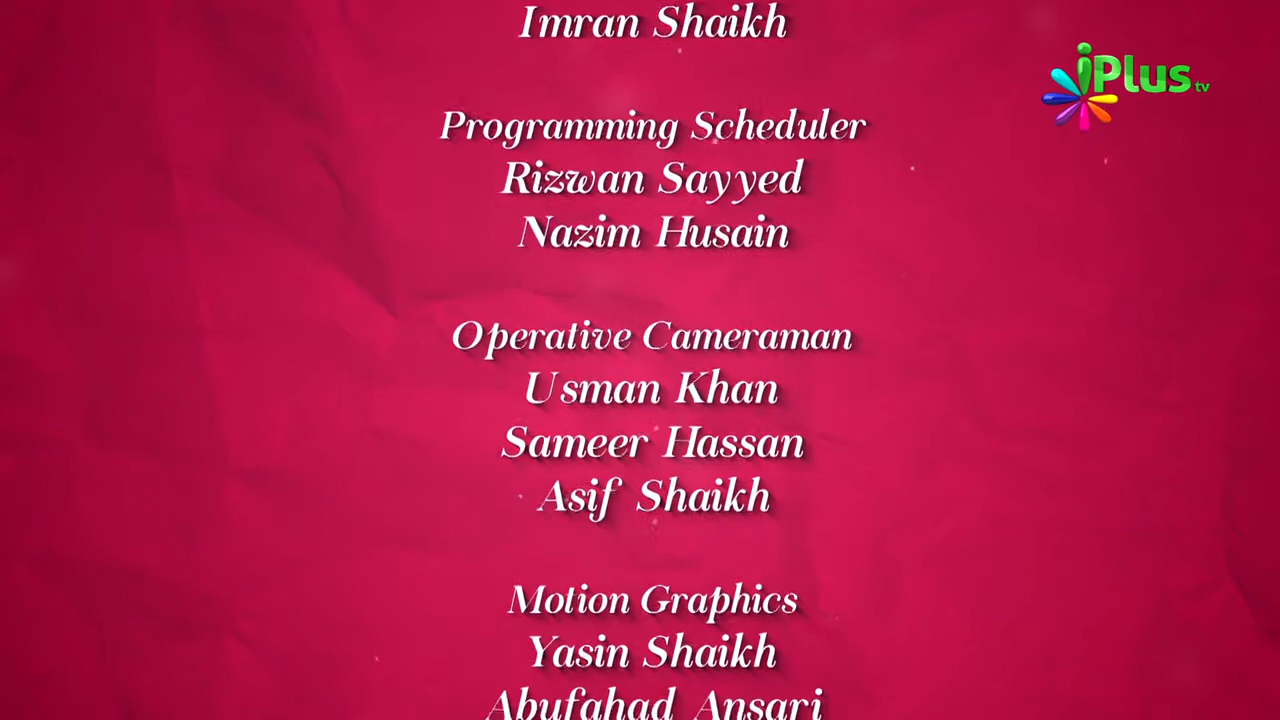 Imran Shaikh
iPlus tv
Programming Scheduler
Rizwan Sayyed
Nazim Husain
Operative Cameraman
Usman Khan
Sameer Hassan
Asif Shaikh
Motion Graphics
Yasin Shaikh
Abufahad Ansari